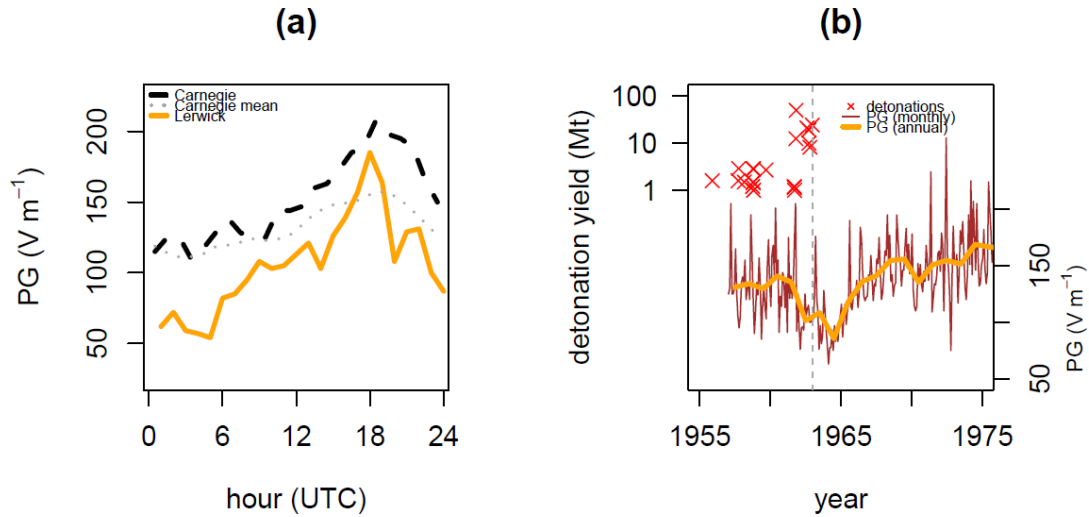 (a)
Carnegie
Carnegie mean
Lerwick
PG (V m⁻¹)
200
150
100
50
0 6 12 18 24
hour (UTC)
(b)
detonations
PG (monthly)
PG (annual)
detonation yield (Mt)
100
10
1
150
50
PG (V m⁻¹)
1955 1965 1975
year